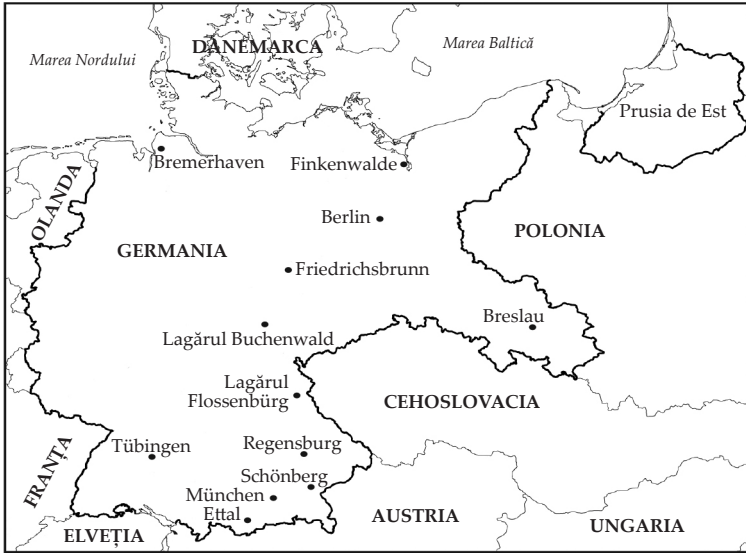 Marea Nordului
DANEMARCA
Marea Baltică
Prusia de Est
Bremerhaven
Finkenwalde
OLANDA
Berlin
POLONIA
GERMANIA
Friedrichsbrunn
Breslau
Lagărul Buchenwald
Lagărul
Flossenbürg
CEHOSLOVACIA
Tübingen
Regensburg
FRANȚA
Schönberg
München
Ettal
AUSTRIA
UNGARIA
ELVEȚIA